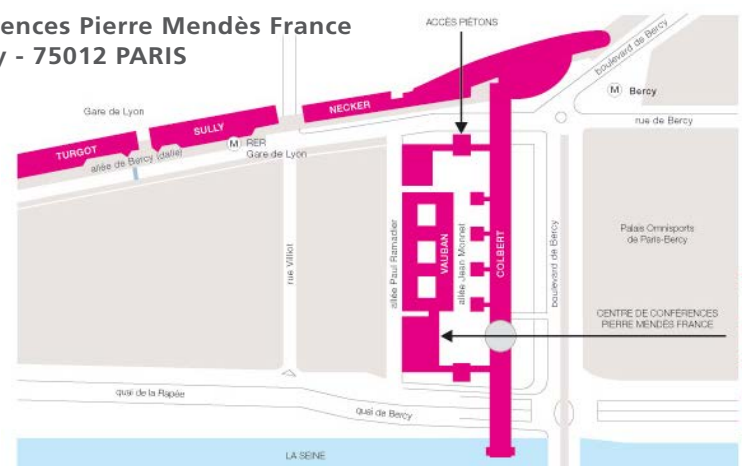 ences Pierre Mendès France
y - 75012 PARIS
ACCÈS PIÉTONS
boulevard de Bercy
M Bercy
rue de Bercy
Gare de Lyon
NECKER
SULLY
TURGOT
M RER
Gare de Lyon
allée de Bercy (dalle)
rue Villiot
allée Paul Ramadier
VAUBAN
allée Jean Monnet
COLBERT
boulevard de Bercy
Palais Omnisports
de Paris-Bercy
CENTRE DE CONFÉRENCES
PIERRE MENDÈS FRANCE
quai de la Rapée
quai de Bercy
LA SEINE